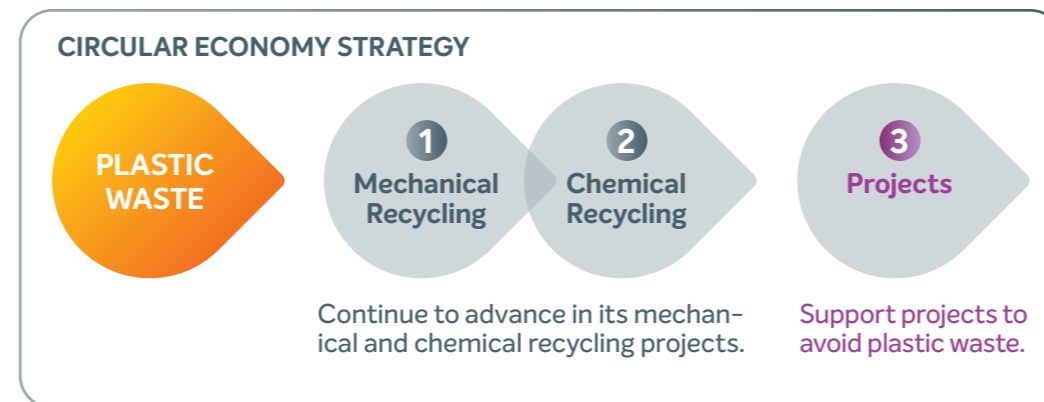 CIRCULAR ECONOMY STRATEGY
PLASTIC
WASTE
1
Mechanical
Recycling
2
Chemical
Recycling
3
Projects
Continue to advance in its mechan-
ical and chemical recycling projects.
Support projects to
avoid plastic waste.